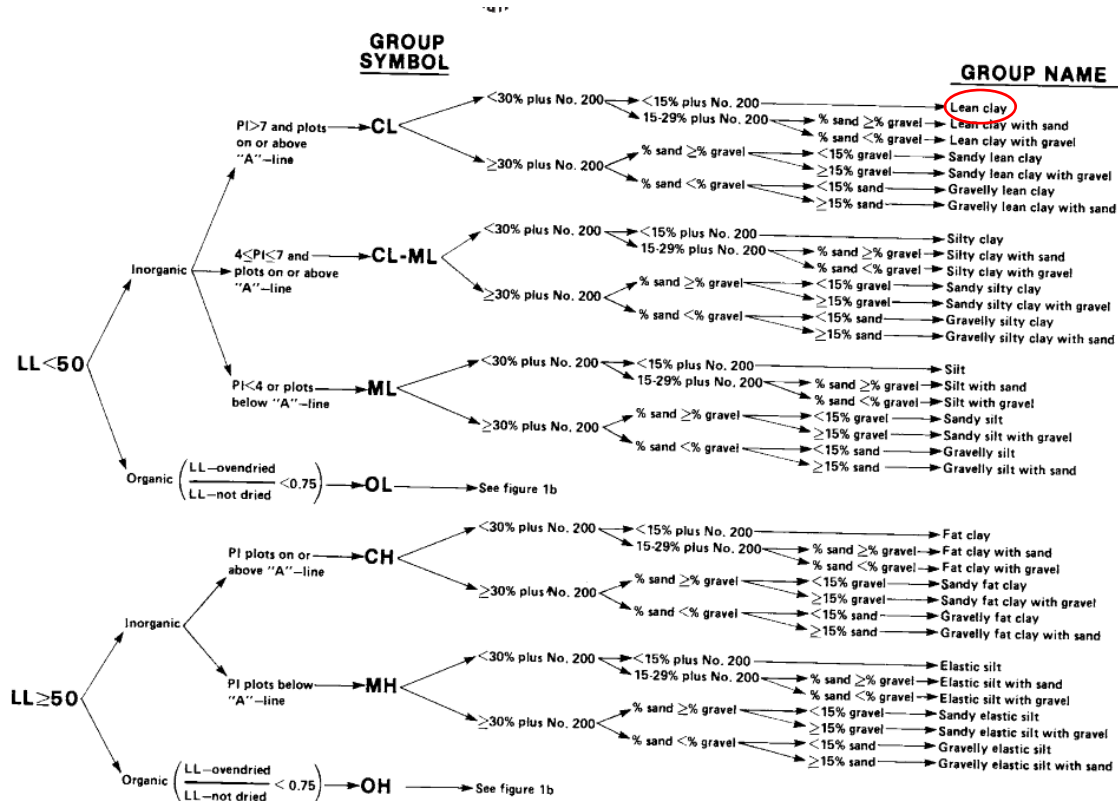 GROUP
SYMBOL
GROUP NAME
<30% plus No. 200
<15% plus No. 200
Lean clay
PI>7 and plots
on or above
"A"—line
CL
15-29% plus No. 200
% sand ≥% gravel
Lean clay with sand
% sand <% gravel
Lean clay with gravel
≥30% plus No. 200
% sand ≥% gravel
<15% gravel
Sandy lean clay
≥15% gravel
Sandy lean clay with gravel
% sand <% gravel
<15% sand
Gravelly lean clay
≥15% sand
Gravelly lean clay with sand
Inorganic
4≤PI≤7 and
plots on or above
"A"—line
CL-ML
<30% plus No. 200
<15% plus No. 200
Silty clay
15-29% plus No. 200
% sand ≥% gravel
Silty clay with sand
% sand <% gravel
Silty clay with gravel
≥30% plus No. 200
% sand ≥% gravel
<15% gravel
Sandy silty clay
≥15% gravel
Sandy silty clay with gravel
% sand <% gravel
<15% sand
Gravelly silty clay
≥15% sand
Gravelly silty clay with sand
LL<50
PI<4 or plots
below "A"—line
ML
<30% plus No. 200
<15% plus No. 200
Silt
15-29% plus No. 200
% sand ≥% gravel
Silt with sand
% sand <% gravel
Silt with gravel
≥30% plus No. 200
% sand ≥% gravel
<15% gravel
Sandy silt
≥15% gravel
Sandy silt with gravel
% sand <% gravel
<15% sand
Gravelly silt
≥15% sand
Gravelly silt with sand
Organic
LL—ovendried
LL—not dried
<0.75
OL
See figure 1b
PI plots on or
above "A"—line
CH
<30% plus No. 200
<15% plus No. 200
Fat clay
15-29% plus No. 200
% sand ≥% gravel
Fat clay with sand
% sand <% gravel
Fat clay with gravel
≥30% plus No. 200
% sand ≥% gravel
<15% gravel
Sandy fat clay
≥15% gravel
Sandy fat clay with gravel
% sand <% gravel
<15% sand
Gravelly fat clay
≥15% sand
Gravelly fat clay with sand
Inorganic
LL≥50
PI plots below
"A"—line
MH
<30% plus No. 200
<15% plus No. 200
Elastic silt
15-29% plus No. 200
% sand ≥% gravel
Elastic silt with sand
% sand <% gravel
Elastic silt with gravel
≥30% plus No. 200
% sand ≥% gravel
<15% gravel
Sandy elastic silt
≥15% gravel
Sandy elastic silt with gravel
% sand <% gravel
<15% sand
Gravelly elastic silt
≥15% sand
Gravelly elastic silt with sand
Organic
LL—ovendried
LL—not dried
<0.75
OH
See figure 1b